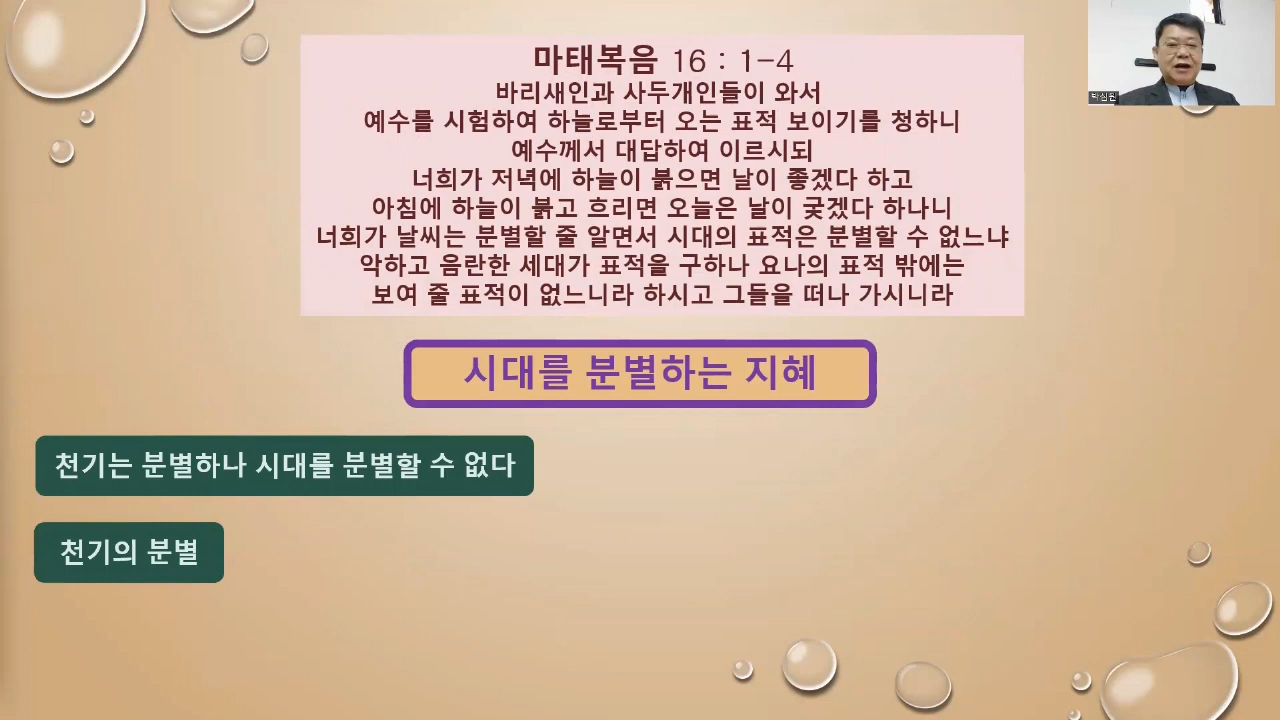 마태복음 16 : 1-4
바리새인과 사두개인들이 와서
예수를 시험하여 하늘로부터 오는 표적 보이기를 청하니
예수께서 대답하여 이르시되
너희가 저녁에 하늘이 붉으면 날이 좋겠다 하고
아침에 하늘이 붉고 흐리면 오늘은 날이 궂겠다 하나니
너희가 날씨는 분별할 줄 알면서 시대의 표적은 분별할 수 없느냐
악하고 음란한 세대가 표적을 구하나 요나의 표적 밖에는
보여 줄 표적이 없느니라 하시고 그들을 떠나 가시니라
박심원
시대를 분별하는 지혜
천기는 분별하나 시대를 분별할 수 없다
천기의 분별